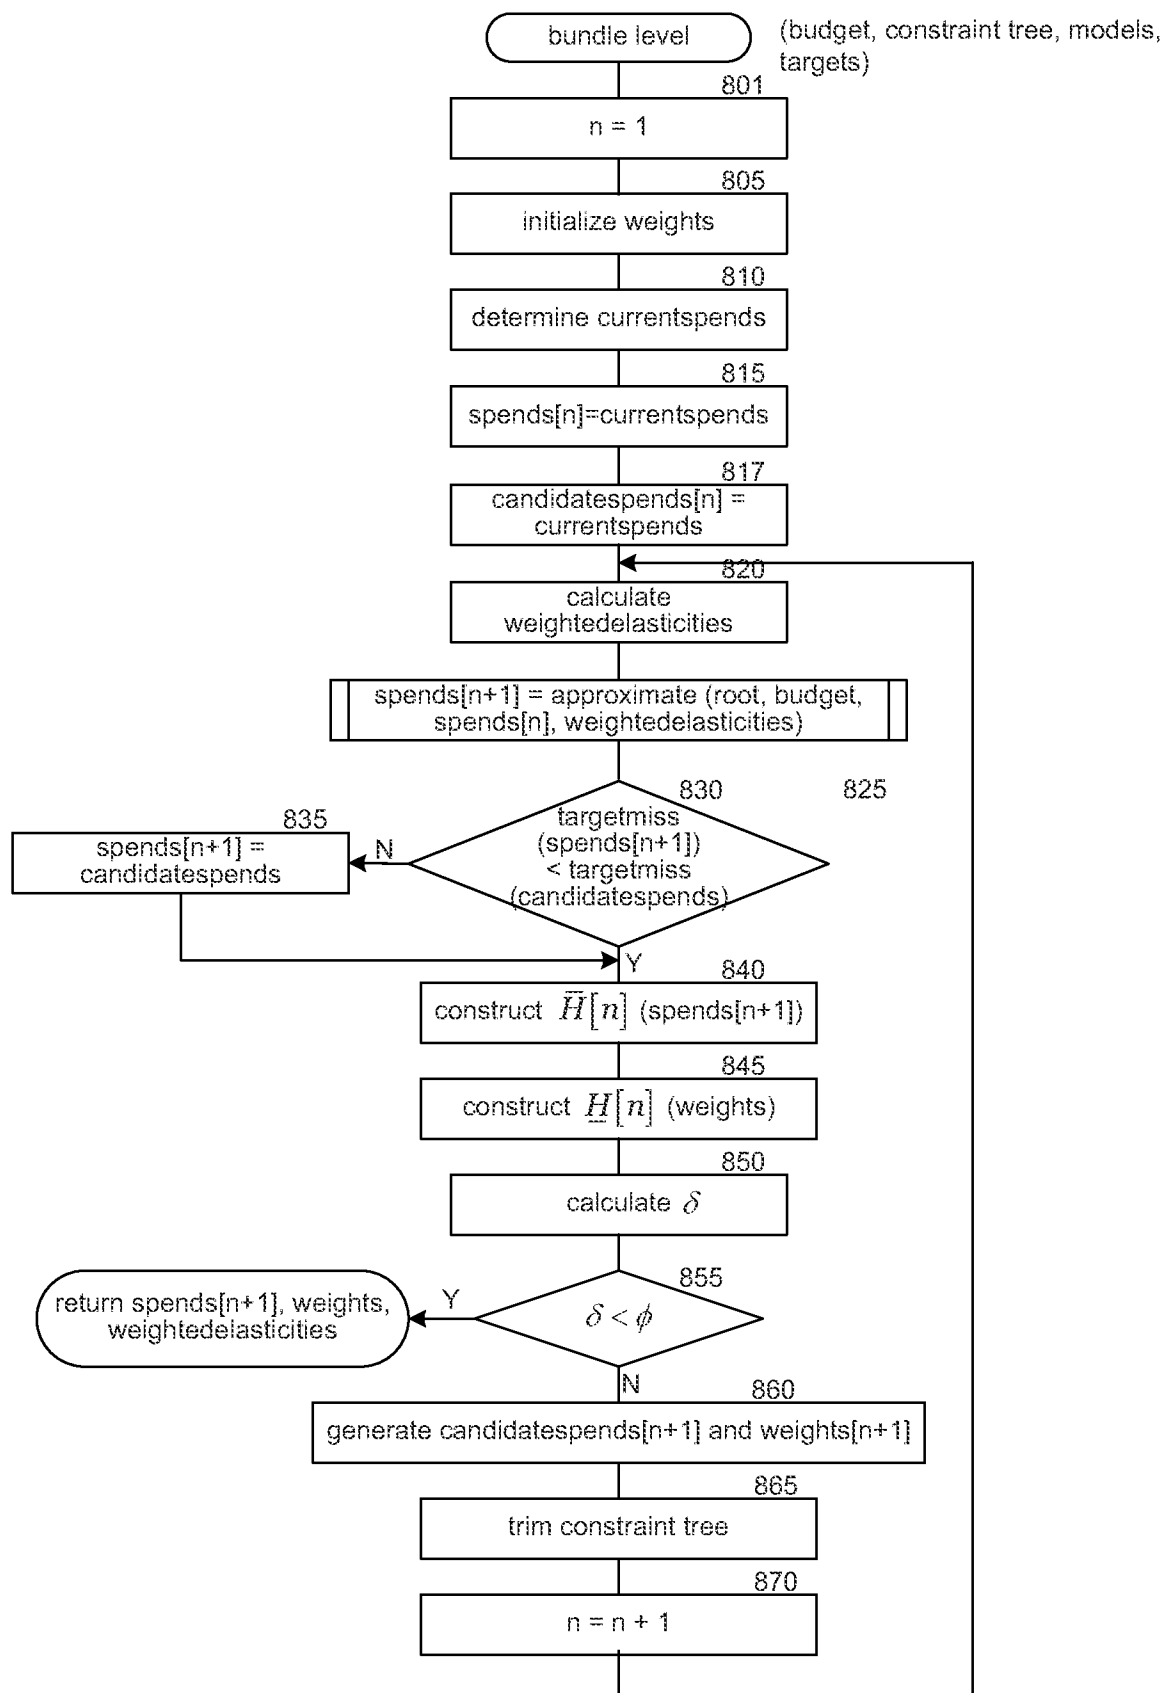 bundle level
(budget, constraint tree, models,
targets)
801
n = 1
805
initialize weights
810
determine currentspends
815
spends[n]=currentspends
817
candidatespends[n] =
currentspends
820
calculate
weightedelasticities
spends[n+1] = approximate (root, budget,
spends[n], weightedelasticities)
825
830
targetmiss
(spends[n+1])
< targetmiss
(candidatespends)
N
835
spends[n+1] =
candidatespends
Y
840
construct H̅[n] (spends[n+1])
845
construct H̲[n] (weights)
850
calculate δ
855
δ < ϕ
Y
return spends[n+1], weights,
weightedelasticities
N
860
generate candidatespends[n+1] and weights[n+1]
865
trim constraint tree
870
n = n + 1